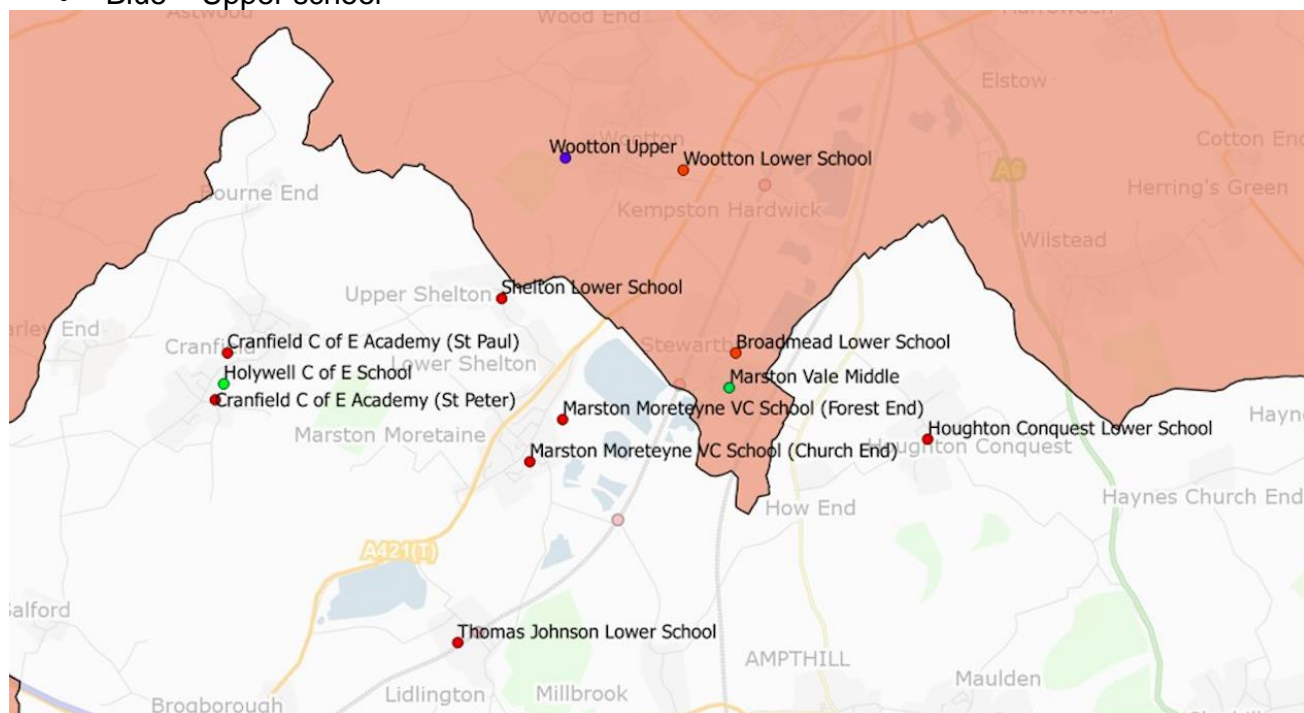 Blue – Upper school
Astwood
Wood End
Harrowden
Elstow
Wootton
Wootton Upper
Wootton Lower School
Cotton End
A6
Herring's Green
Bourne End
Kempston Hardwick
Wilstead
Upper Shelton
Shelton Lower School
Cranfield
Cranfield C of E Academy (St Paul)
Lower Shelton
Broadmead Lower School
Holywell C of E School
Marston Vale Middle
Cranfield C of E Academy (St Peter)
Marston Moreteyne VC School (Forest End)
Marston Moretaine
Houghton Conquest Lower School
Houghton Conquest
Marston Moreteyne VC School (Church End)
Haynes Church End
How End
A421(T)
Salford
Thomas Johnson Lower School
AMPTHILL
Maulden
Lidlington
Millbrook
Brogborough